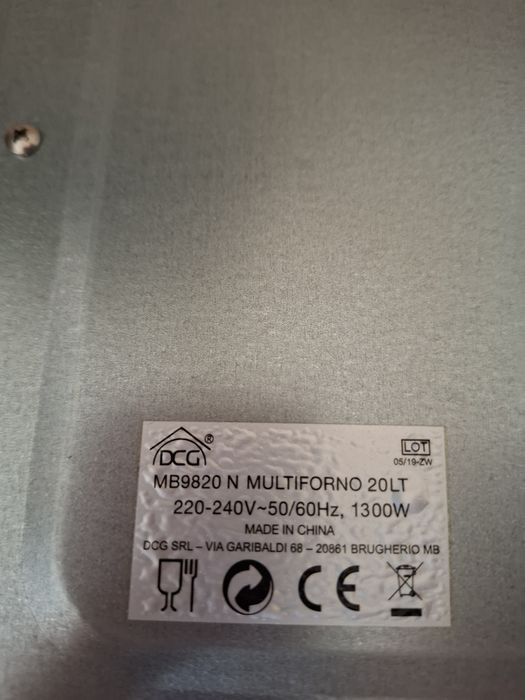 DCG®
LOT
05/19-ZW
MB9820 N MULTIFORNO 20LT
220-240V~50/60Hz, 1300W
MADE IN CHINA
DCG SRL – VIA GARIBALDI 68 – 20861 BRUGHERIO MB
CE